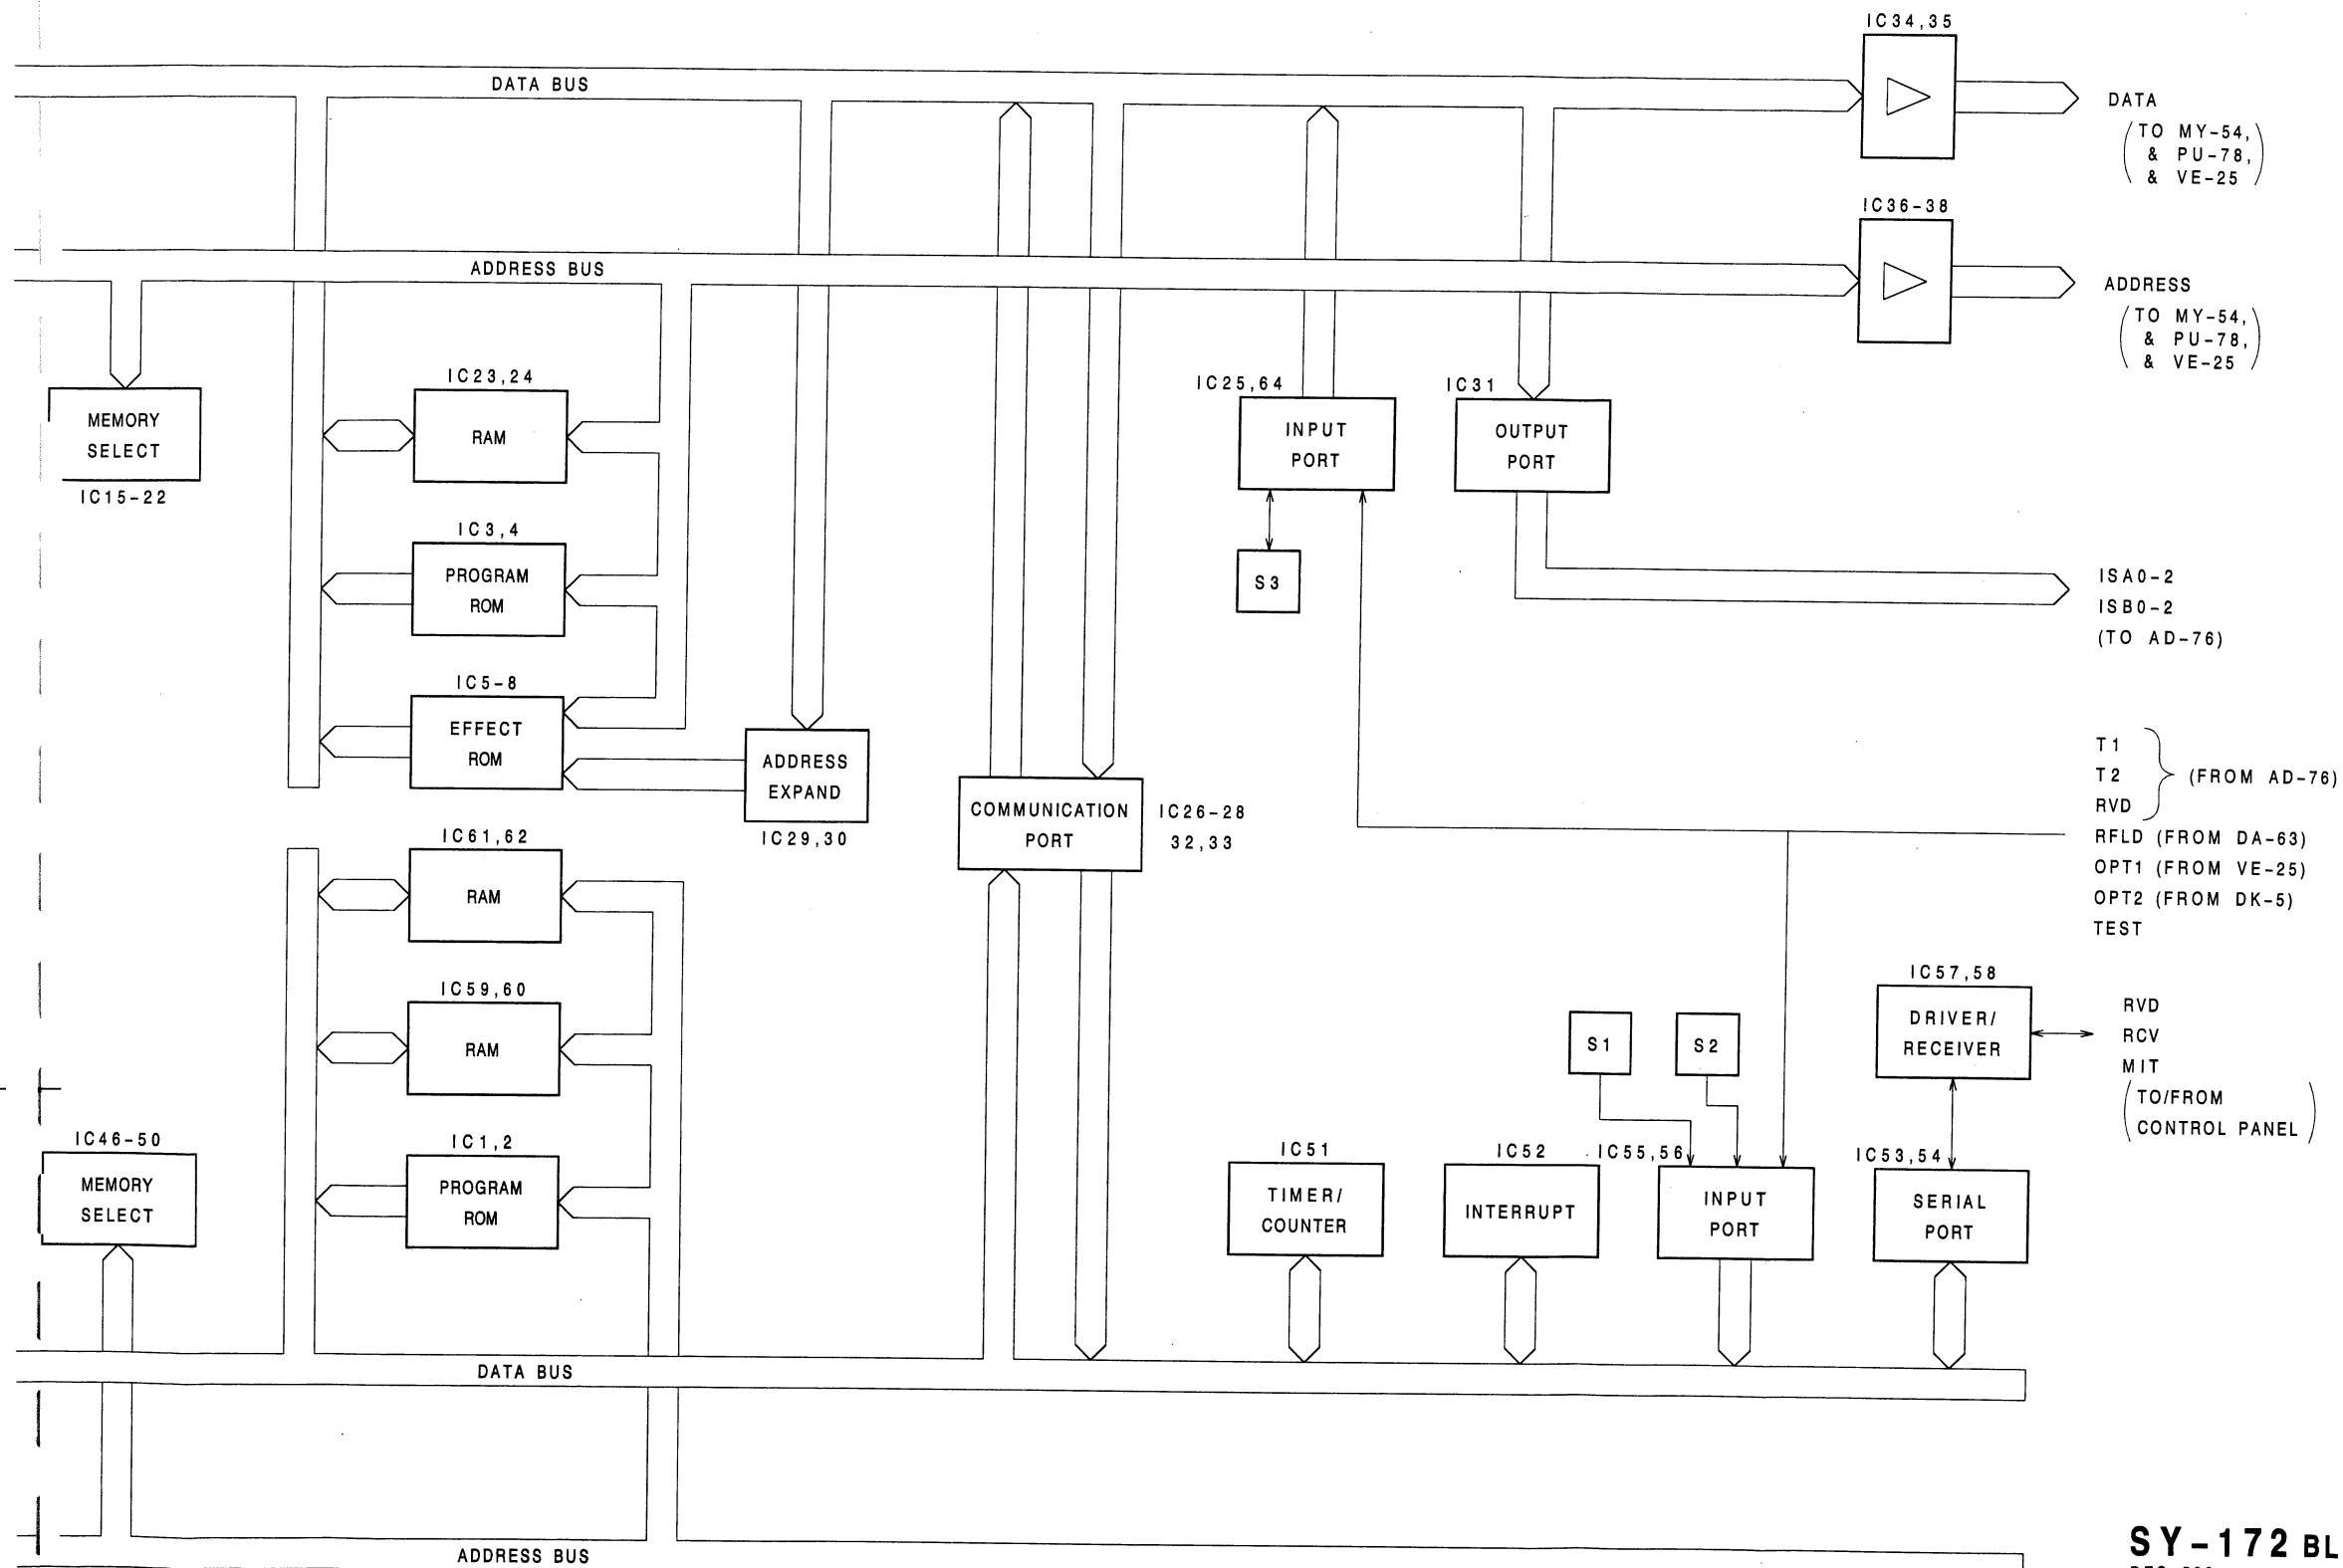 IC34,35
DATA BUS
DATA
(TO MY-54,
& PU-78,
& VE-25)
IC36-38
ADDRESS BUS
ADDRESS
(TO MY-54,
& PU-78,
& VE-25)
MEMORY
SELECT
IC15-22
IC23,24
RAM
IC25,64
INPUT
PORT
IC31
OUTPUT
PORT
S3
IC3,4
PROGRAM
ROM
ISA0-2
ISB0-2
(TO AD-76)
IC5-8
EFFECT
ROM
ADDRESS
EXPAND
IC29,30
COMMUNICATION
PORT
IC26-28
32,33
T1
T2
RVD
(FROM AD-76)
RFLD (FROM DA-63)
OPT1 (FROM VE-25)
OPT2 (FROM DK-5)
TEST
IC61,62
RAM
IC59,60
RAM
IC57,58
DRIVER/
RECEIVER
RVD
RCV
MIT
(TO/FROM
CONTROL PANEL)
S1
S2
IC46-50
MEMORY
SELECT
IC1,2
PROGRAM
ROM
IC51
TIMER/
COUNTER
IC52
INTERRUPT
IC55,56
INPUT
PORT
IC53,54
SERIAL
PORT
DATA BUS
ADDRESS BUS
SY-172 BL